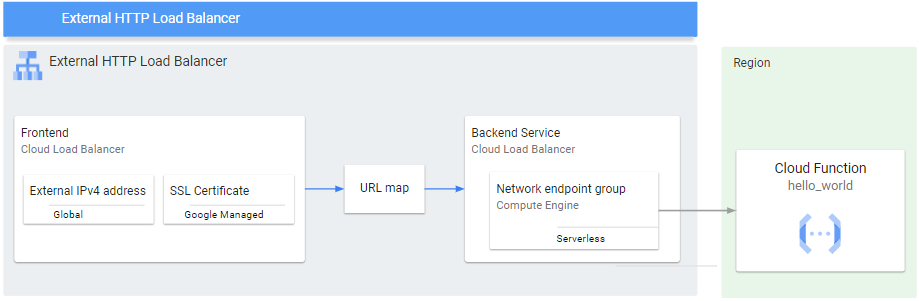 External HTTP Load Balancer
External HTTP Load Balancer
Region
Frontend
Cloud Load Balancer
External IPv4 address
Global
SSL Certificate
Google Managed
URL map
Backend Service
Cloud Load Balancer
Network endpoint group
Compute Engine
Serverless
Cloud Function
hello_world